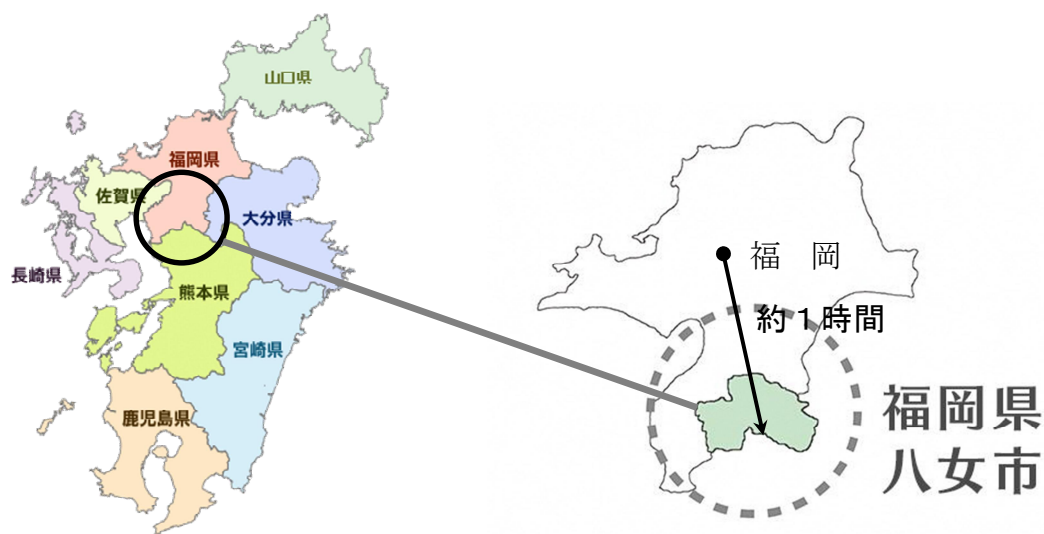 山口県
福岡県
佐賀県
大分県
長崎県
熊本県
宮崎県
鹿児島県
福　岡
約１時間
福岡県
八女市